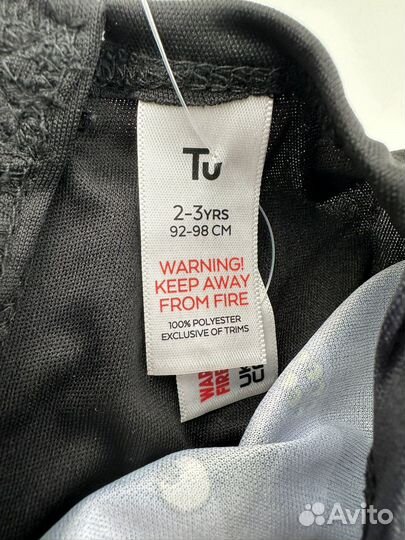 Tu
2-3YRS
92-98 CM
WARNING!
KEEP AWAY
FROM FIRE
100% POLYESTER
EXCLUSIVE OF TRIMS
Avito